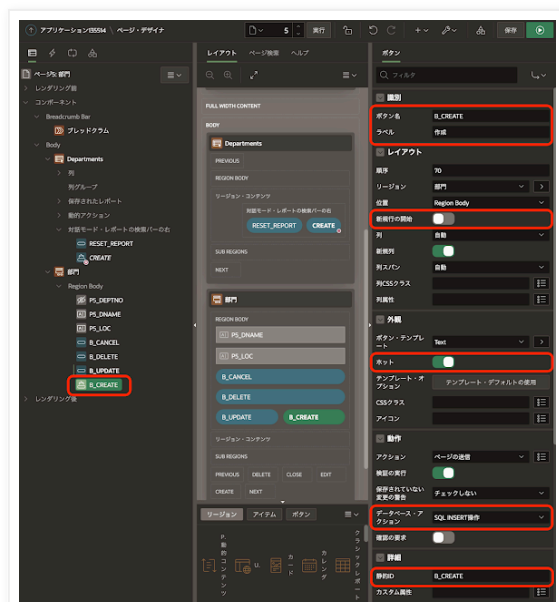 アプリケーション135514 \ ページ・デザイナ
5
実行
保存
ページ5: 部門
レンダリング前
コンポーネント
Breadcrumb Bar
ブレッドクラム
Body
Departments
列
列グループ
保存されたレポート
動的アクション
対話モード・レポートの検索バーの右
RESET_REPORT
CREATE
部門
Region Body
P5_DEPTNO
P5_DNAME
P5_LOC
B_CANCEL
B_DELETE
B_UPDATE
B_CREATE
レンダリング後
レイアウト
ページ検索
ヘルプ
FULL WIDTH CONTENT
BODY
Departments
PREVIOUS
REGION BODY
リージョン・コンテンツ
対話モード・レポートの検索バーの右
RESET_REPORT
CREATE
SUB REGIONS
NEXT
部門
REGION BODY
P5_DNAME
P5_LOC
B_CANCEL
B_DELETE
B_UPDATE
B_CREATE
リージョン・コンテンツ
SUB REGIONS
PREVIOUS
DELETE
CLOSE
EDIT
CREATE
NEXT
リージョン
アイテム
ボタン
P.
動的コンテンツ
U.
カード
カレンダ
クラシックレポート
ボタン
フィルタ
識別
ボタン名
B_CREATE
ラベル
作成
レイアウト
順序
70
リージョン
部門
位置
Region Body
新規行の開始
列
自動
新規列
列スパン
自動
列CSSクラス
列属性
外観
ボタン・テンプレート
Text
ホット
テンプレート・オプション
テンプレート・デフォルトの使用
CSSクラス
アイコン
動作
アクション
ページの送信
検証の実行
保存されていない変更の警告
チェックしない
データベース・アクション
SQL INSERT操作
確認の要求
詳細
静的ID
B_CREATE
カスタム属性